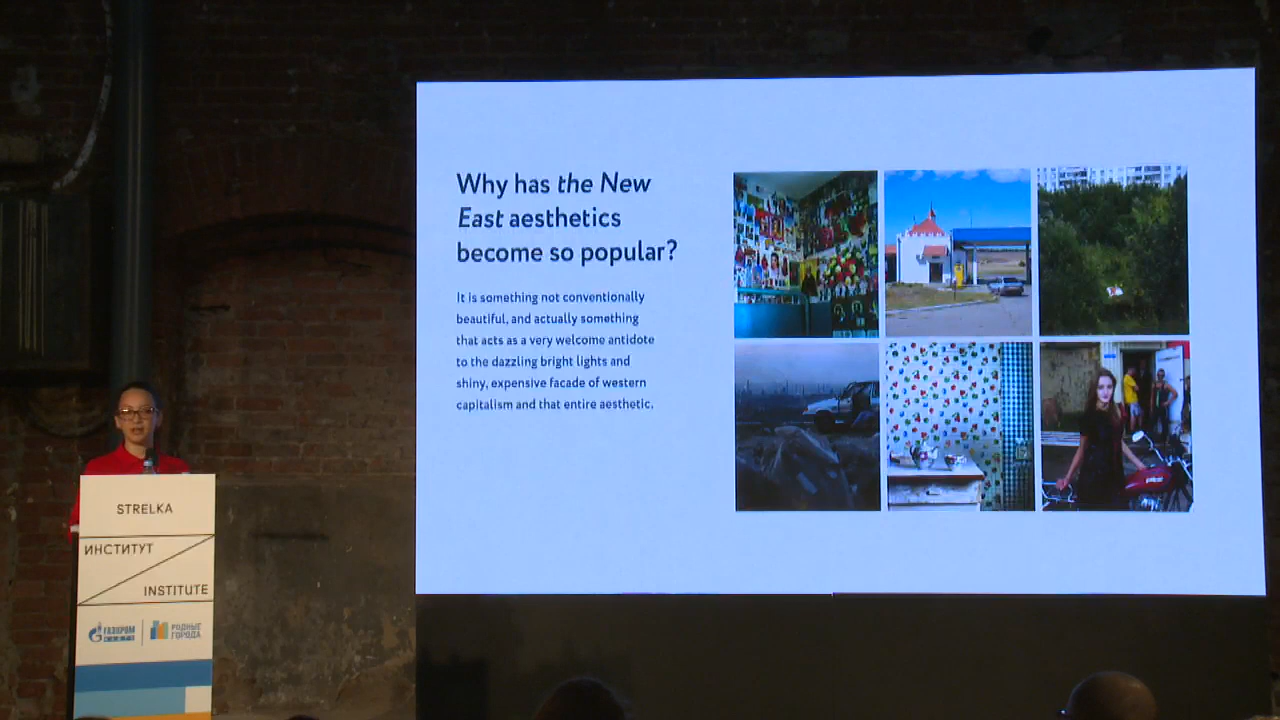 Why has the New
East aesthetics
become so popular?
It is something not conventionally
beautiful, and actually something
that acts as a very welcome antidote
to the dazzling bright lights and
shiny, expensive facade of western
capitalism and that entire aesthetic.
STRELKA
ИНСТИТУТ
INSTITUTE
ГАЗПРОМ
НЕФТЬ
РОДНЫЕ
ГОРОДА